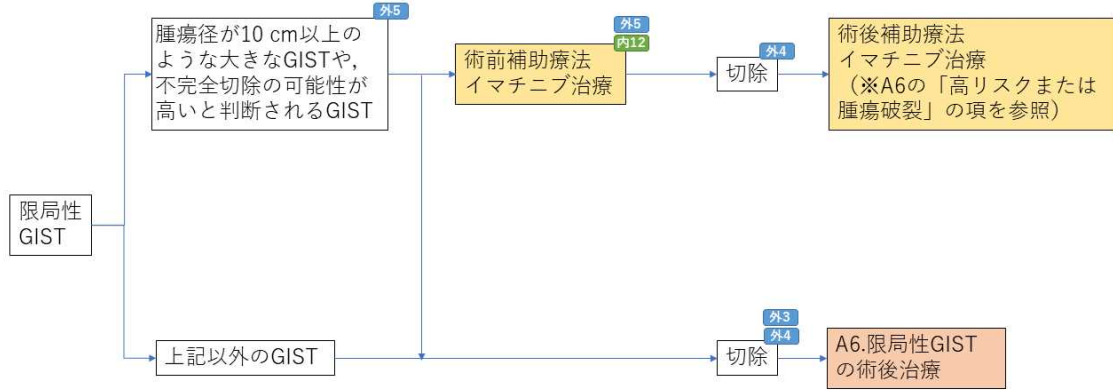 外5
腫瘍径が10 cm以上の
ような大きなGISTや,
不完全切除の可能性が
高いと判断されるGIST
外5
内12
術前補助療法
イマチニブ治療
外4
切除
術後補助療法
イマチニブ治療
（※A6の「高リスクまたは
腫瘍破裂」の項を参照）
限局性
GIST
上記以外のGIST
外3
外4
切除
A6.限局性GIST
の術後治療